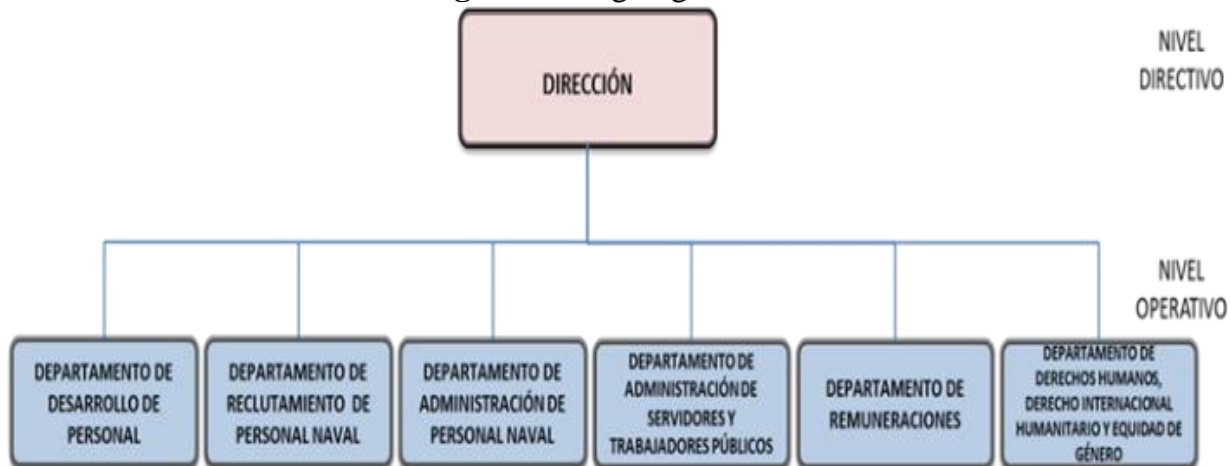 DIRECCIÓN
NIVEL
DIRECTIVO
NIVEL
OPERATIVO
DEPARTAMENTO DE
DESARROLLO DE
PERSONAL
DEPARTAMENTO DE
RECLUTAMIENTO DE
PERSONAL NAVAL
DEPARTAMENTO DE
ADMINISTRACIÓN DE
PERSONAL NAVAL
DEPARTAMENTO DE
ADMINISTRACIÓN DE
SERVIDORES Y
TRABAJADORES PÚBLICOS
DEPARTAMENTO DE
REMUNERACIONES
DEPARTAMENTO DE
DERECHOS HUMANOS,
DERECHO INTERNACIONAL
HUMANITARIO Y EQUIDAD DE
GÉNERO